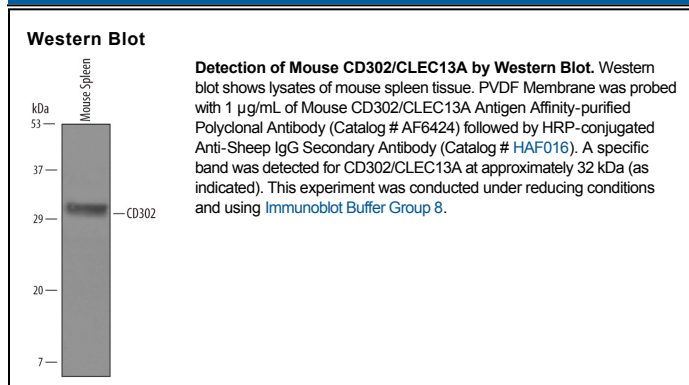 Western Blot
Mouse Spleen
kDa
53
37
29
20
7
CD302
Detection of Mouse CD302/CLEC13A by Western Blot. Western
blot shows lysates of mouse spleen tissue. PVDF Membrane was probed
with 1 µg/mL of Mouse CD302/CLEC13A Antigen Affinity-purified
Polyclonal Antibody (Catalog # AF6424) followed by HRP-conjugated
Anti-Sheep IgG Secondary Antibody (Catalog # HAF016). A specific
band was detected for CD302/CLEC13A at approximately 32 kDa (as
indicated). This experiment was conducted under reducing conditions
and using Immunoblot Buffer Group 8.